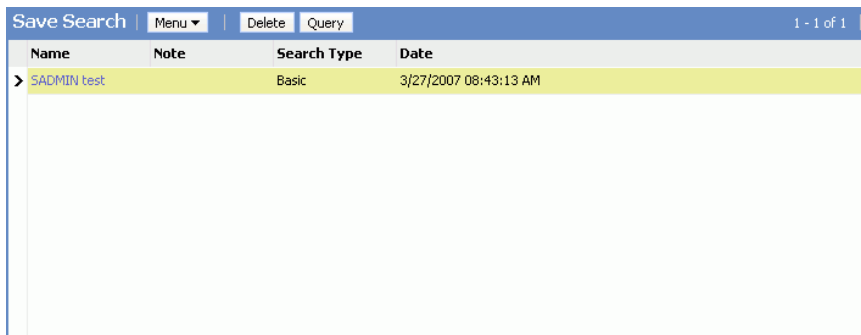 Save Search | Menu ▾ | Delete Query 1 - 1 of 1
Name Note Search Type Date
SADMIN test Basic 3/27/2007 08:43:13 AM